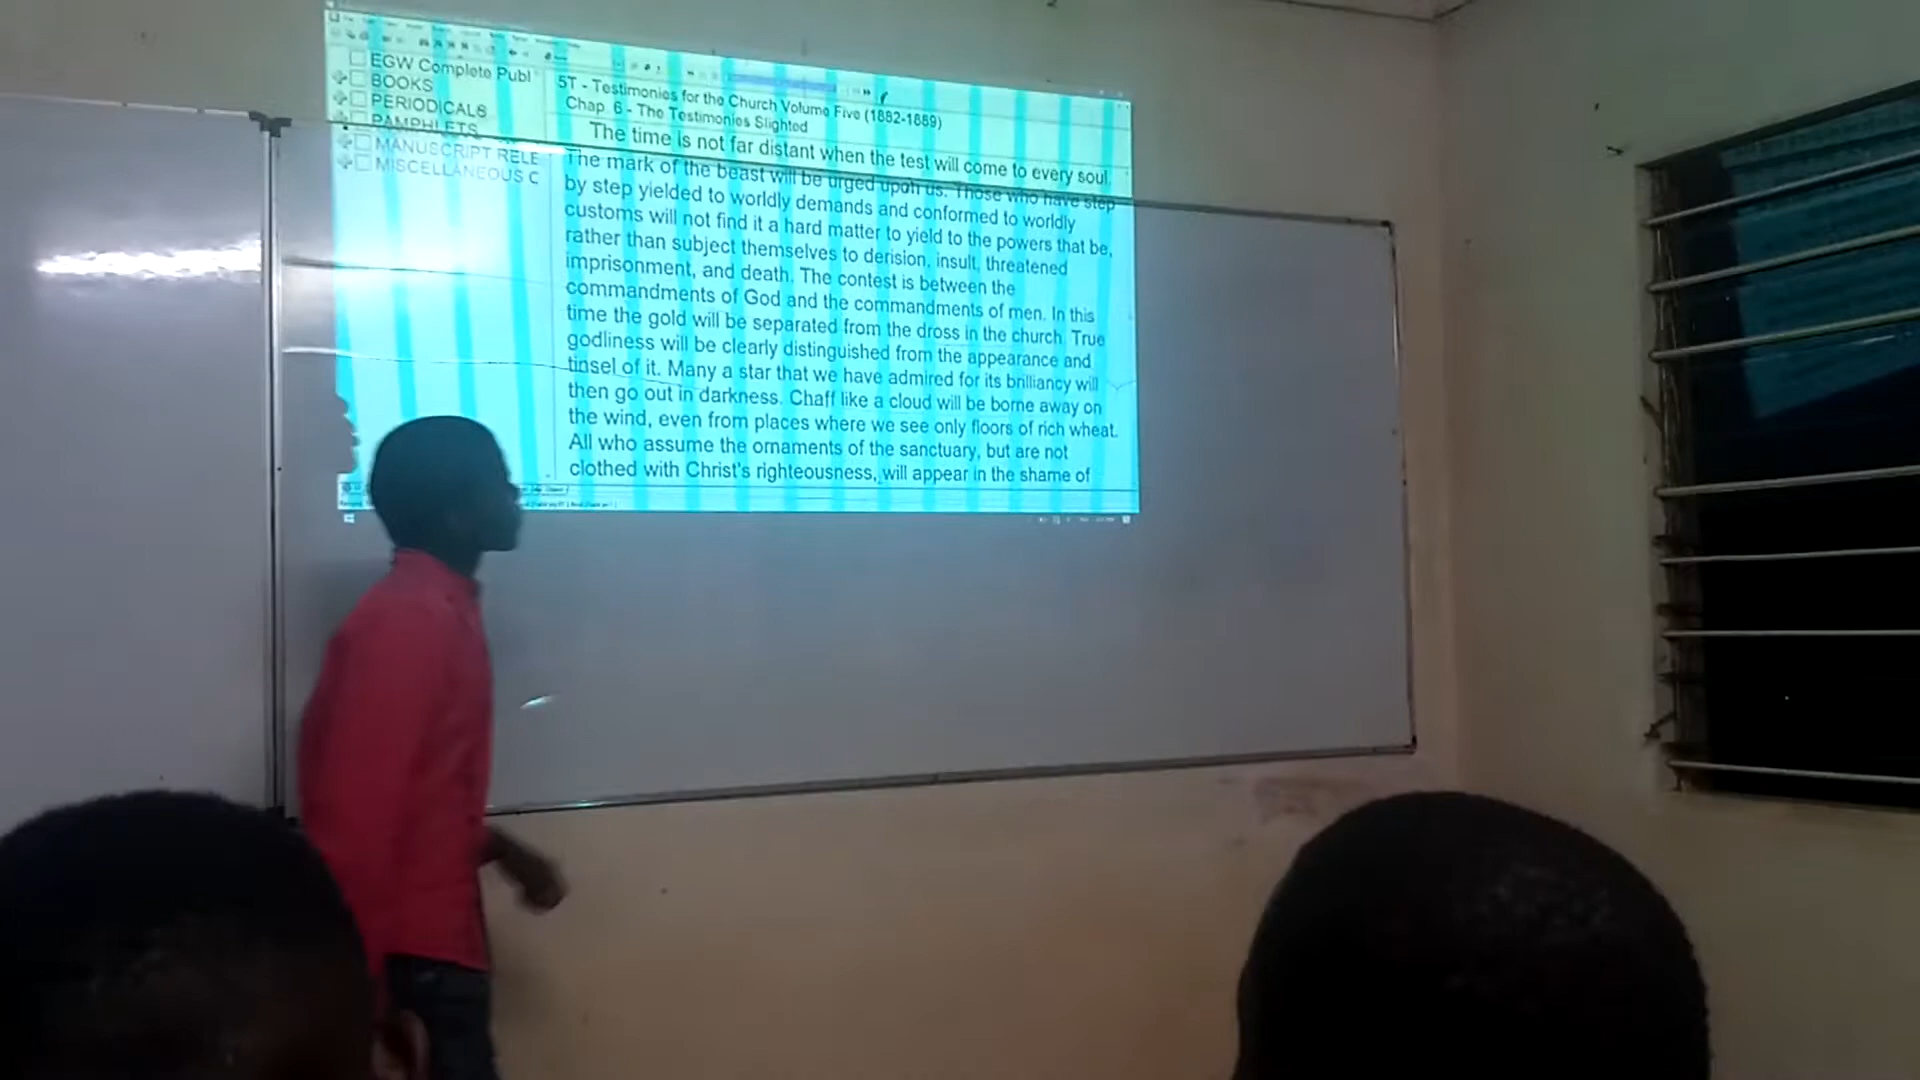 EGW Complete Publ
BOOKS
PERIODICALS
PAMPHLETS
MANUSCRIPT RELE
MISCELLANEOUS C
5T - Testimonies for the Church Volume Five (1882-1889)
Chap. 6 - The Testimonies Slighted
The time is not far distant when the test will come to every soul.
The mark of the beast will be urged upon us. Those who have step
by step yielded to worldly demands and conformed to worldly
customs will not find it a hard matter to yield to the powers that be,
rather than subject themselves to derision, insult, threatened
imprisonment, and death. The contest is between the
commandments of God and the commandments of men. In this
time the gold will be separated from the dross in the church. True
godliness will be clearly distinguished from the appearance and
tinsel of it. Many a star that we have admired for its brilliancy will
then go out in darkness. Chaff like a cloud will be borne away on
the wind, even from places where we see only floors of rich wheat.
All who assume the ornaments of the sanctuary, but are not
clothed with Christ's righteousness, will appear in the shame of